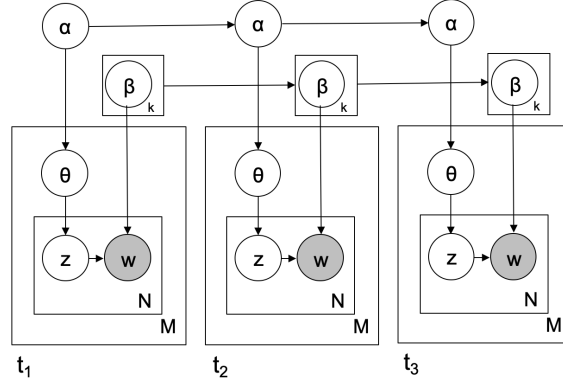 α α α
β k β k β k
θ θ θ
z w z w z w
N N N
M M M
t1 t2 t3